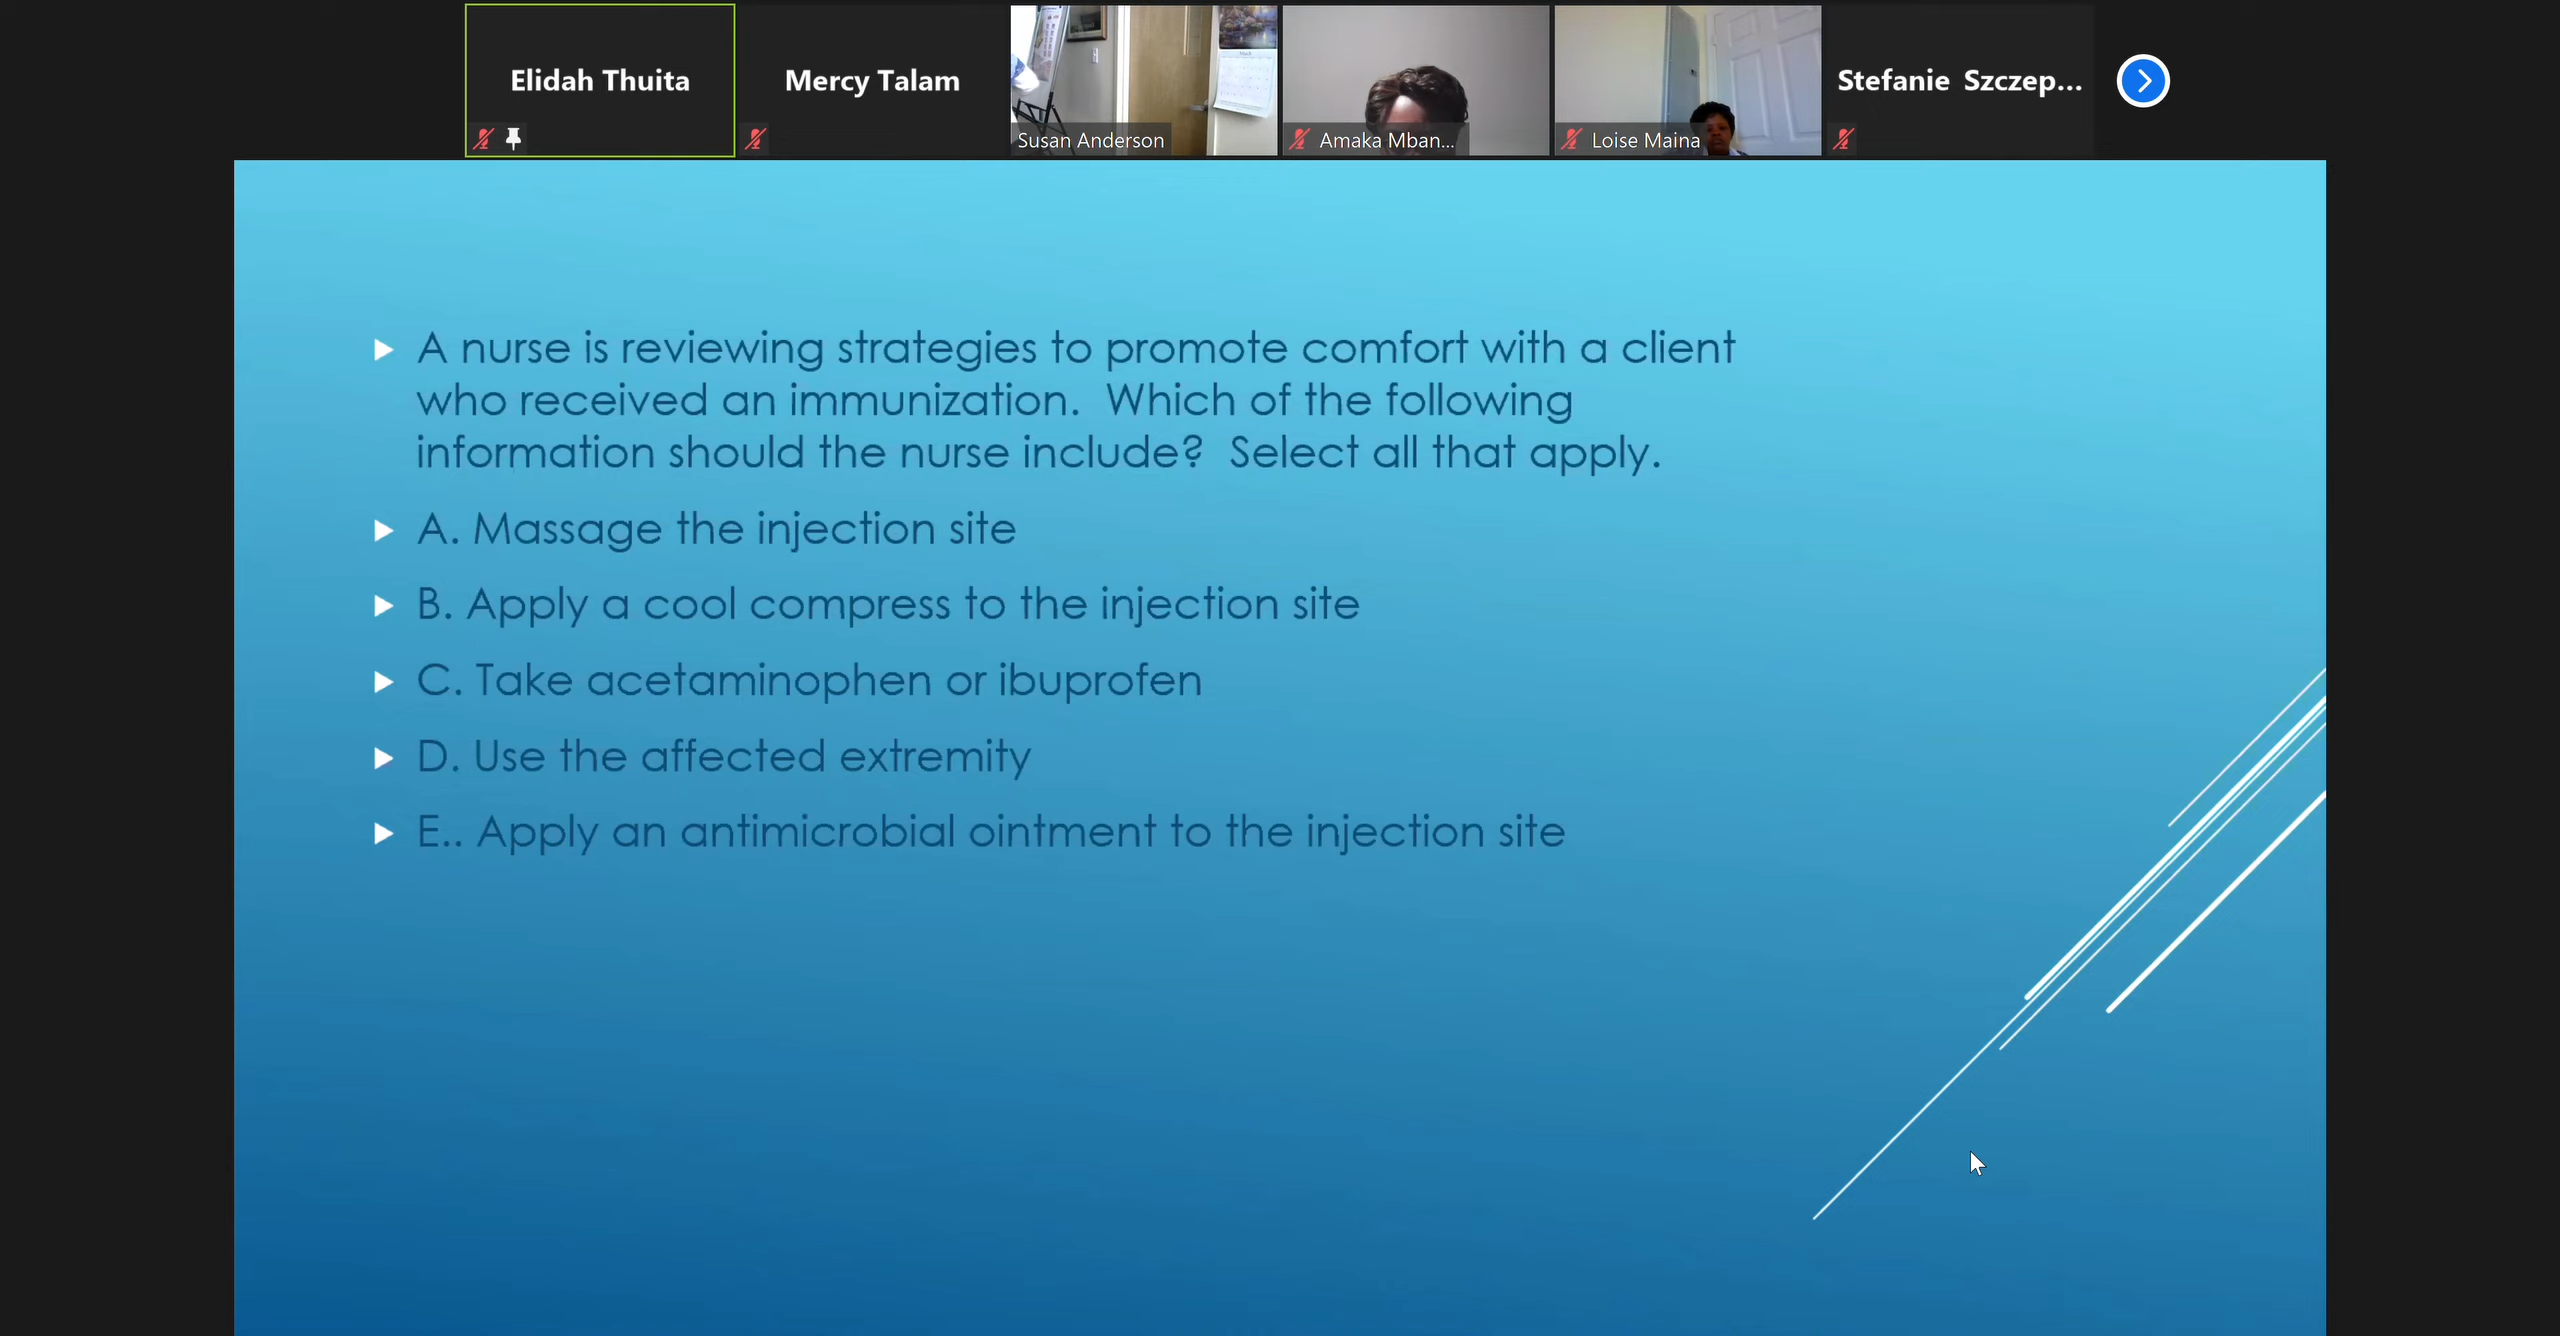 Elidah Thuita
Mercy Talam
Susan Anderson
Amaka Mban...
Loise Maina
Stefanie Szczep...
A nurse is reviewing strategies to promote comfort with a client
who received an immunization. Which of the following
information should the nurse include? Select all that apply.
A. Massage the injection site
B. Apply a cool compress to the injection site
C. Take acetaminophen or ibuprofen
D. Use the affected extremity
E.. Apply an antimicrobial ointment to the injection site